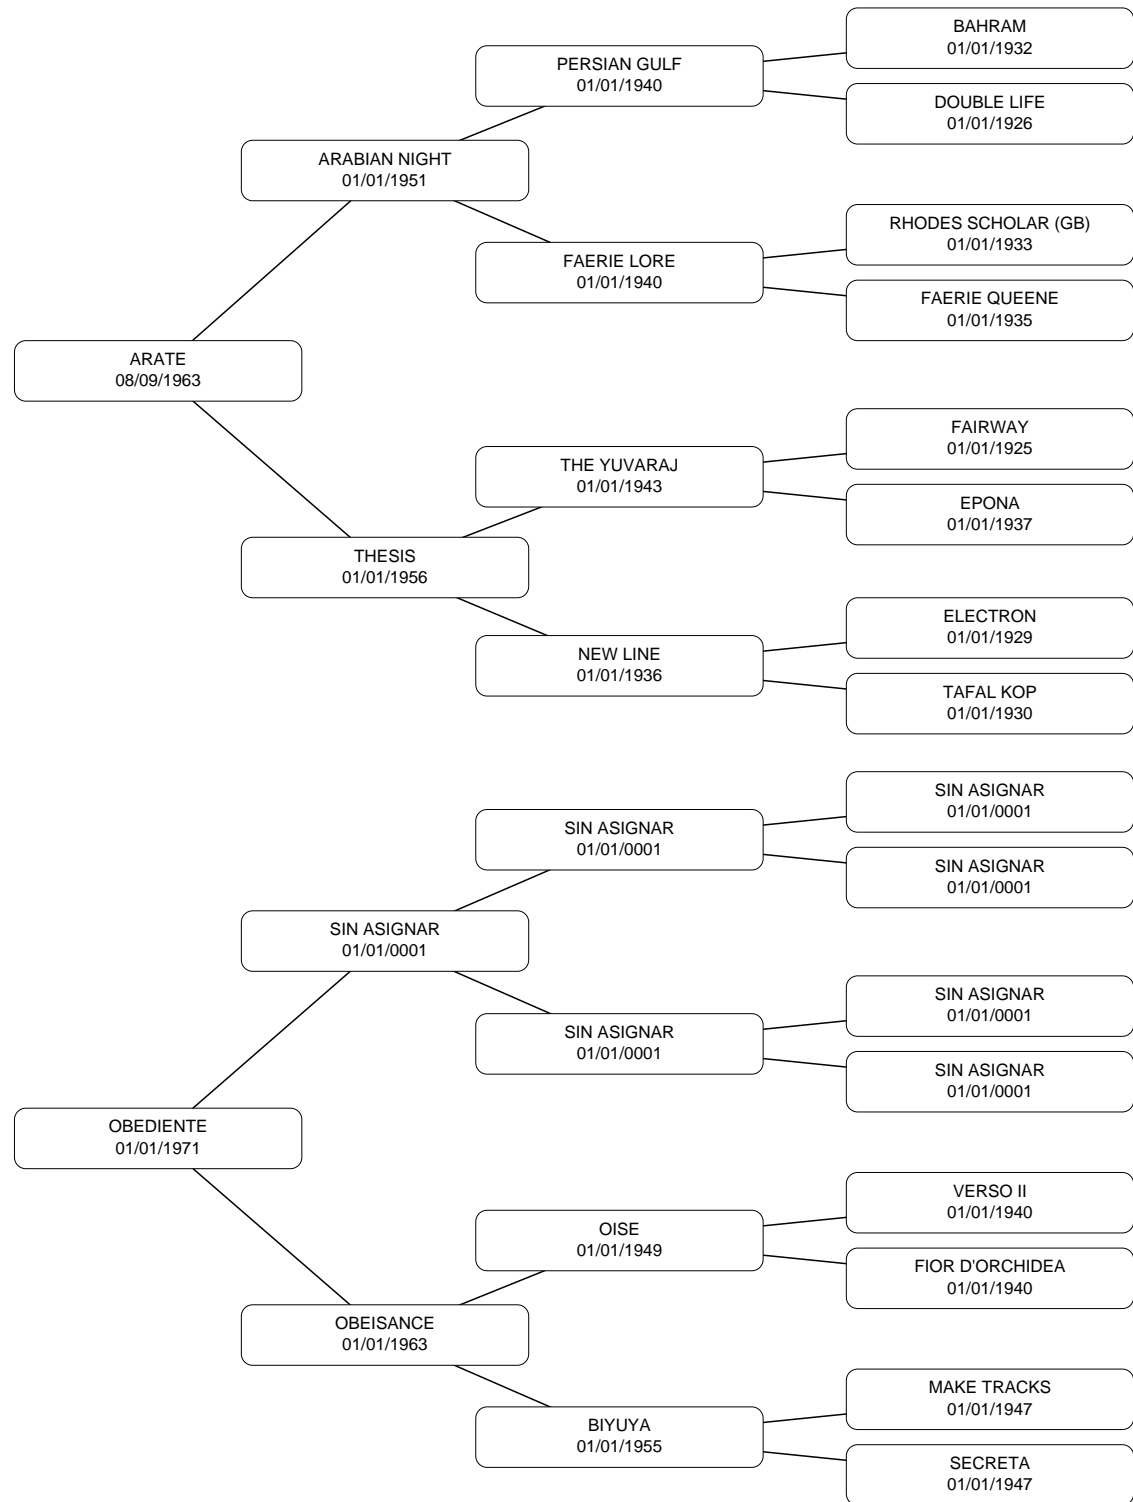 BAHRAM
01/01/1932
PERSIAN GULF
01/01/1940
DOUBLE LIFE
01/01/1926
ARABIAN NIGHT
01/01/1951
RHODES SCHOLAR (GB)
01/01/1933
FAERIE LORE
01/01/1940
FAERIE QUEENE
01/01/1935
ARATE
08/09/1963
FAIRWAY
01/01/1925
THE YUVARAJ
01/01/1943
EPONA
01/01/1937
THESIS
01/01/1956
ELECTRON
01/01/1929
NEW LINE
01/01/1936
TAFAL KOP
01/01/1930
SIN ASIGNAR
01/01/0001
SIN ASIGNAR
01/01/0001
SIN ASIGNAR
01/01/0001
SIN ASIGNAR
01/01/0001
SIN ASIGNAR
01/01/0001
SIN ASIGNAR
01/01/0001
SIN ASIGNAR
01/01/0001
OBEDIENTE
01/01/1971
VERSO II
01/01/1940
OISE
01/01/1949
FIOR D'ORCHIDEA
01/01/1940
OBEISANCE
01/01/1963
MAKE TRACKS
01/01/1947
BIYUYA
01/01/1955
SECRETA
01/01/1947